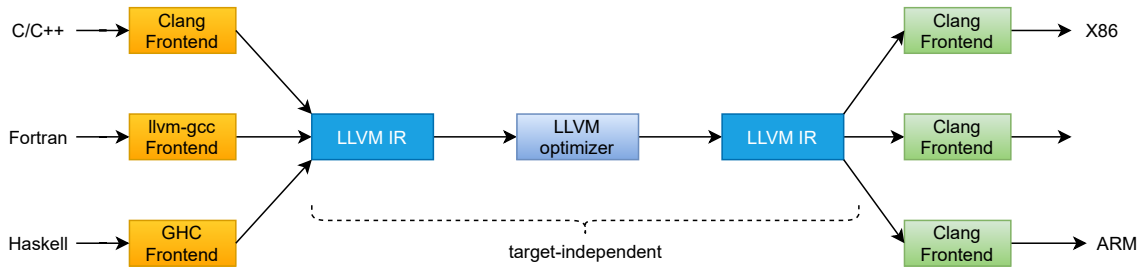 C/C++
Clang
Frontend
Clang
Frontend
X86
Fortran
llvm-gcc
Frontend
LLVM IR
LLVM
optimizer
LLVM IR
Clang
Frontend
Haskell
GHC
Frontend
target-independent
Clang
Frontend
ARM